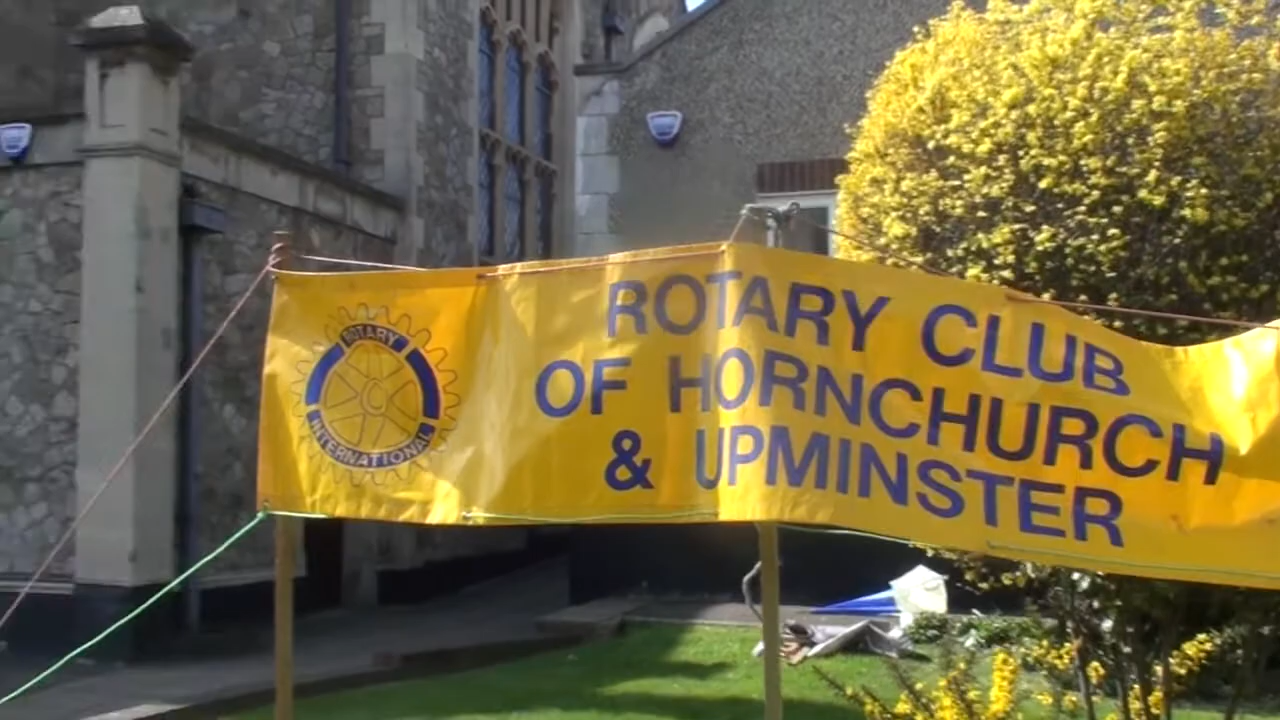 ROTARY
INTERNATIONAL
ROTARY CLUB
OF HORNCHURCH
& UPMINSTER